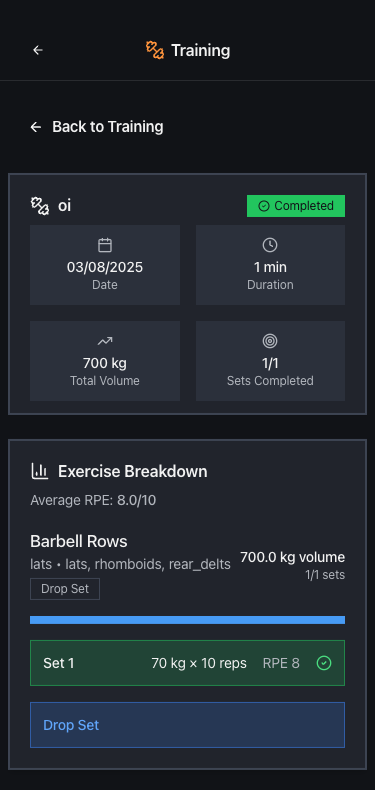 Training
Back to Training
oi
Completed
03/08/2025
Date
1 min
Duration
700 kg
Total Volume
1/1
Sets Completed
Exercise Breakdown
Average RPE: 8.0/10
Barbell Rows
lats • lats, rhomboids, rear_delts
Drop Set
700.0 kg volume
1/1 sets
Set 1 70 kg × 10 reps RPE 8
Drop Set